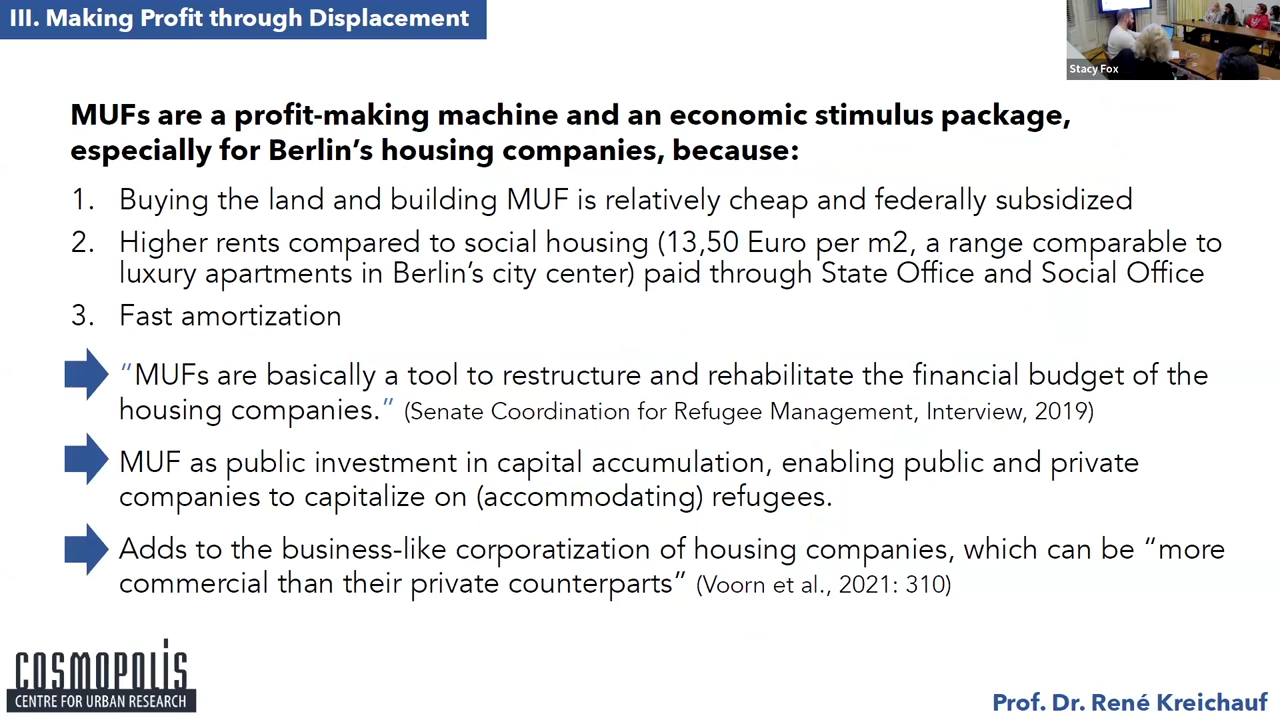 III. Making Profit through Displacement
Stacy Fox
MUFs are a profit-making machine and an economic stimulus package,
especially for Berlin’s housing companies, because:
1. Buying the land and building MUF is relatively cheap and federally subsidized
2. Higher rents compared to social housing (13,50 Euro per m2, a range comparable to
luxury apartments in Berlin’s city center) paid through State Office and Social Office
3. Fast amortization
“MUFs are basically a tool to restructure and rehabilitate the financial budget of the
housing companies.” (Senate Coordination for Refugee Management, Interview, 2019)
MUF as public investment in capital accumulation, enabling public and private
companies to capitalize on (accommodating) refugees.
Adds to the business-like corporatization of housing companies, which can be “more
commercial than their private counterparts” (Voorn et al., 2021: 310)
COSMOPOLIS
CENTRE FOR URBAN RESEARCH
Prof. Dr. René Kreichauf